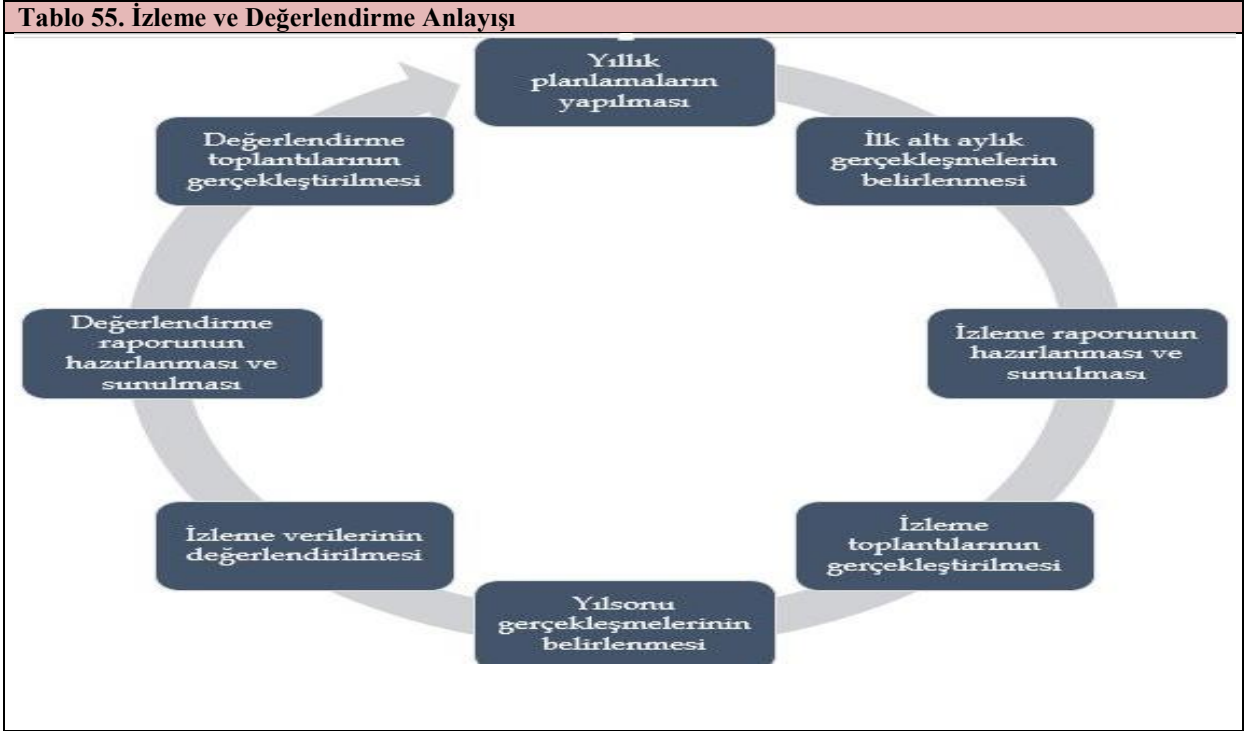 Tablo 55. İzleme ve Değerlendirme Anlayışı
Yıllık
planlamaların
yapılması
İlk altı aylık
gerçekleşmelerin
belirlenmesi
İzleme raporunun
hazırlanması ve
sunulması
İzleme
toplantılarının
gerçekleştirilmesi
Yılsonu
gerçekleşmelerinin
belirlenmesi
İzleme verilerinin
değerlendirilmesi
Değerlendirme
raporunun
hazırlanması ve
sunulması
Değerlendirme
toplantılarının
gerçekleştirilmesi